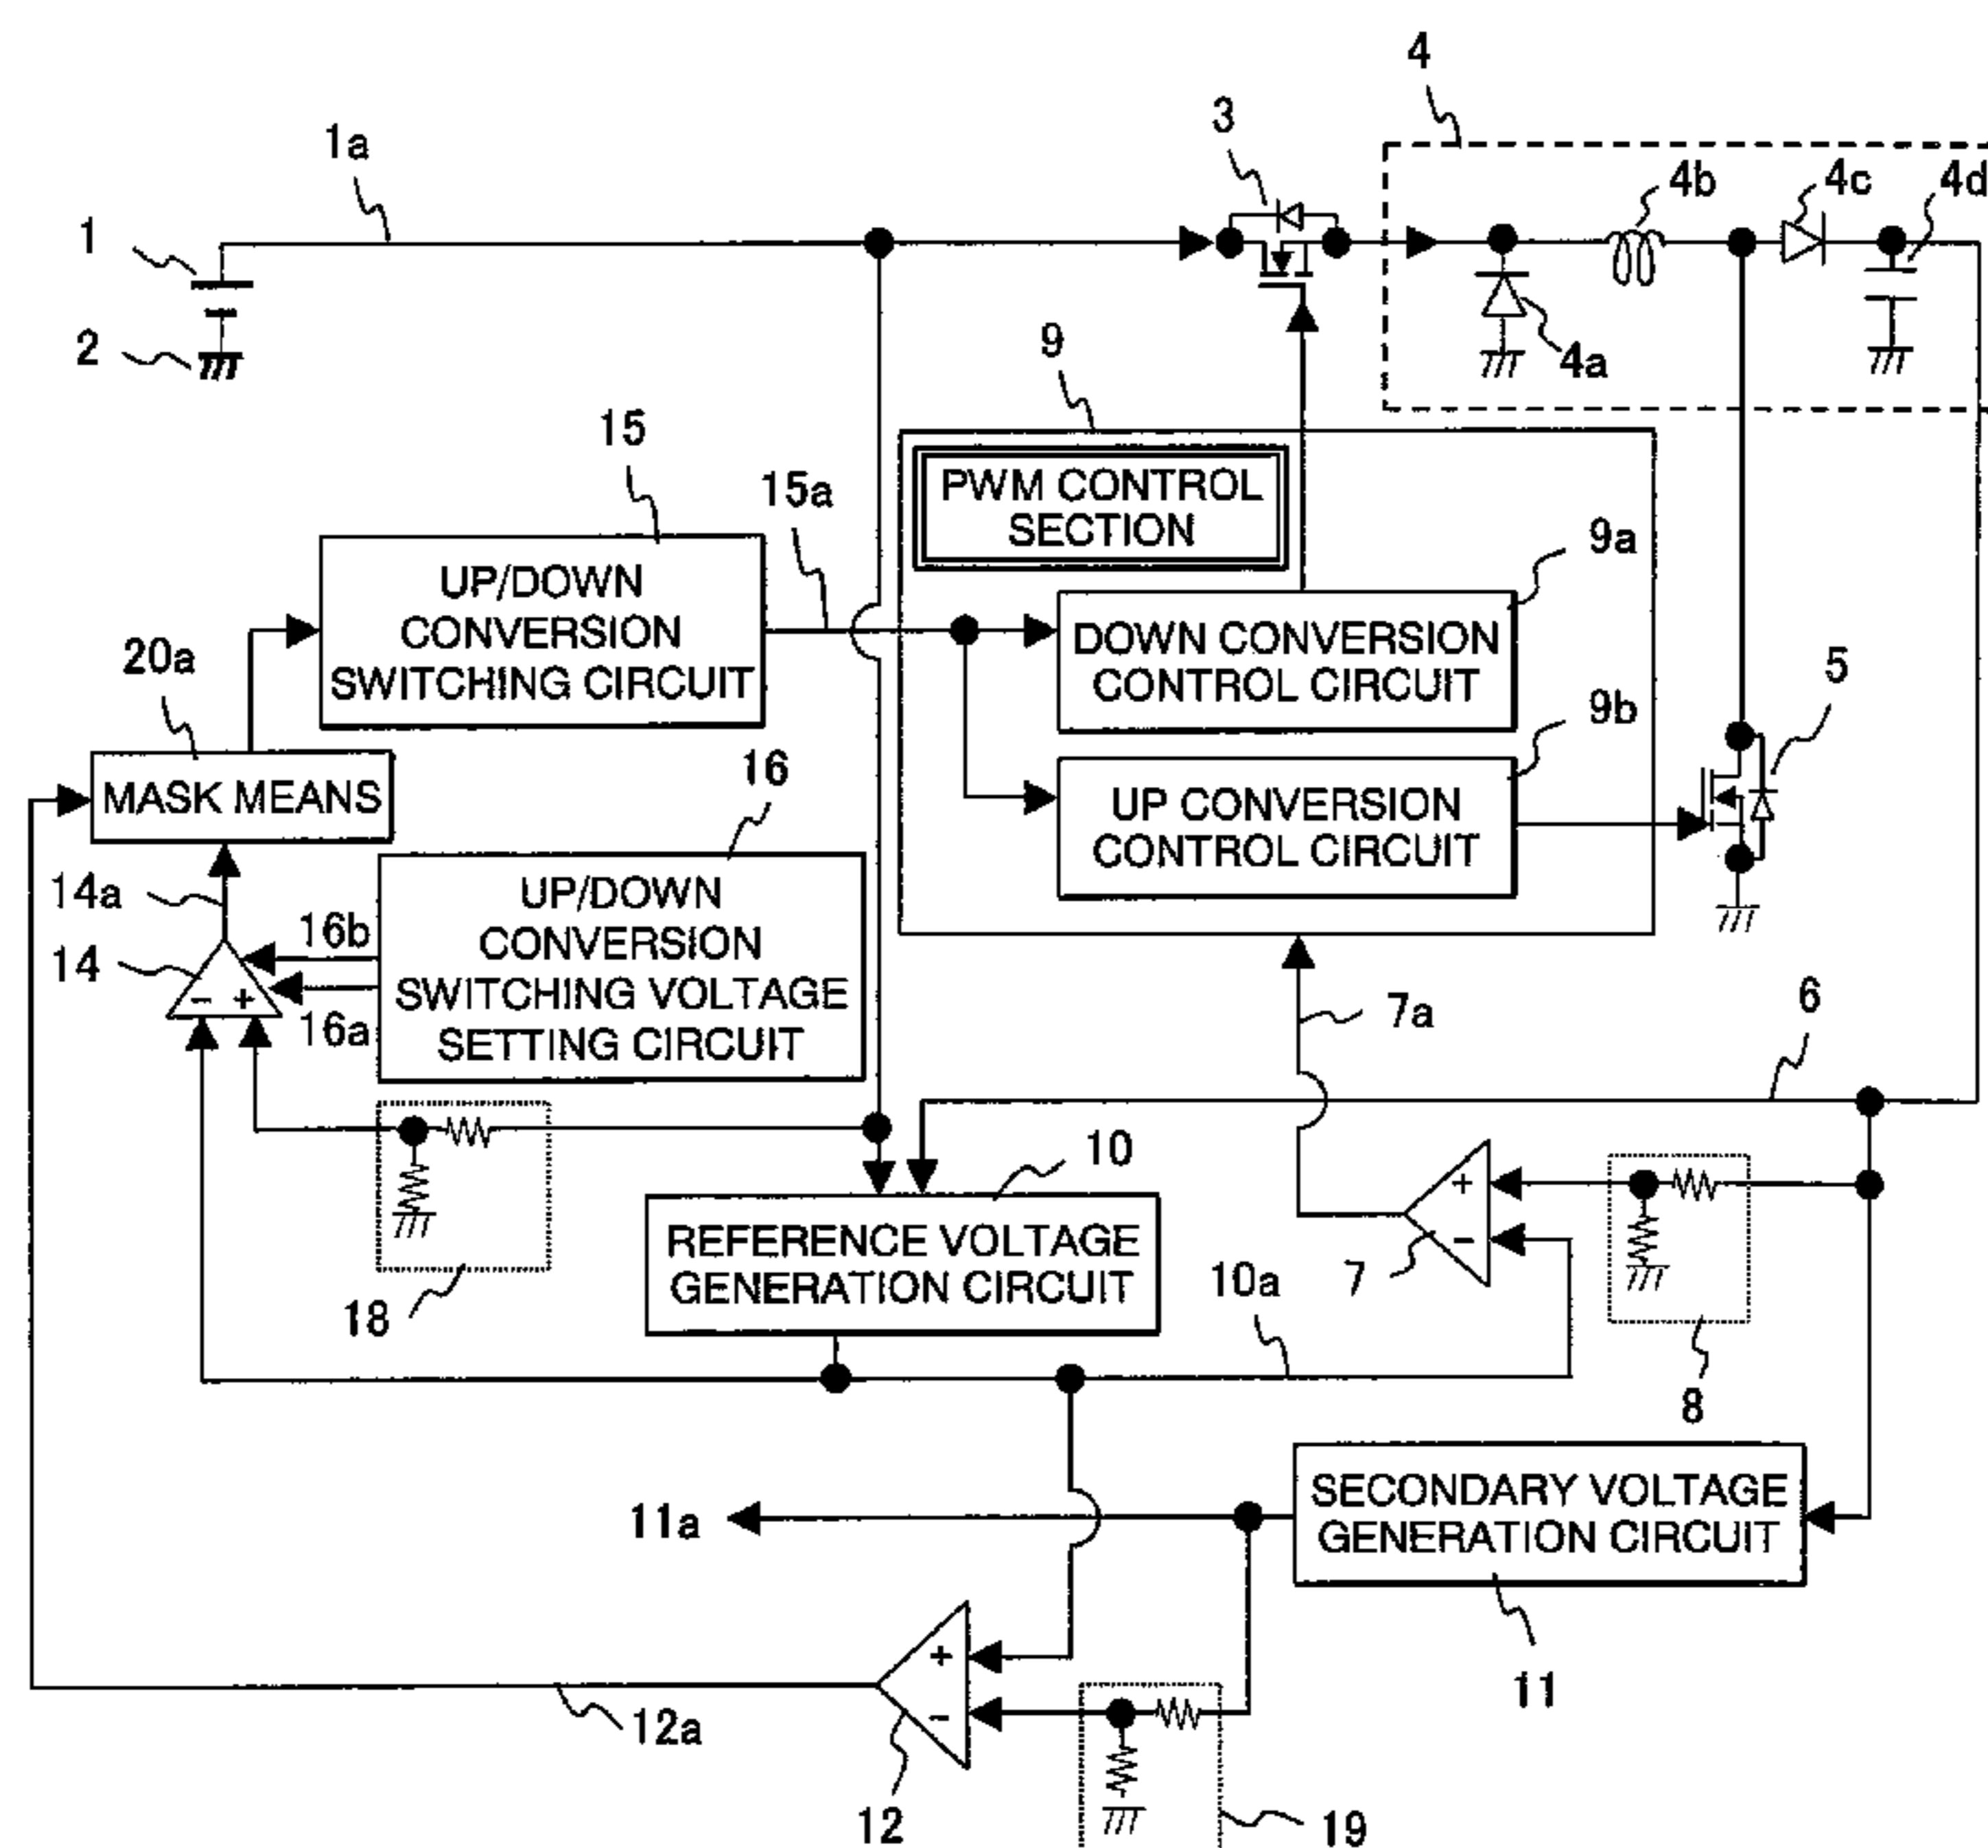 4
3
1a
4b
4c
4d
1
2
4a
9
15
15a
PWM CONTROL
SECTION
9a
UP/DOWN
CONVERSION
SWITCHING CIRCUIT
DOWN CONVERSION
CONTROL CIRCUIT
20a
9b
5
MASK MEANS
16
UP CONVERSION
CONTROL CIRCUIT
14a
UP/DOWN
CONVERSION
SWITCHING VOLTAGE
SETTING CIRCUIT
16b
14
- +
16a
7a
6
10
REFERENCE VOLTAGE
GENERATION CIRCUIT
+
-
7
18
10a
8
SECONDARY VOLTAGE
GENERATION CIRCUIT
11a
11
+
-
12a
12
19